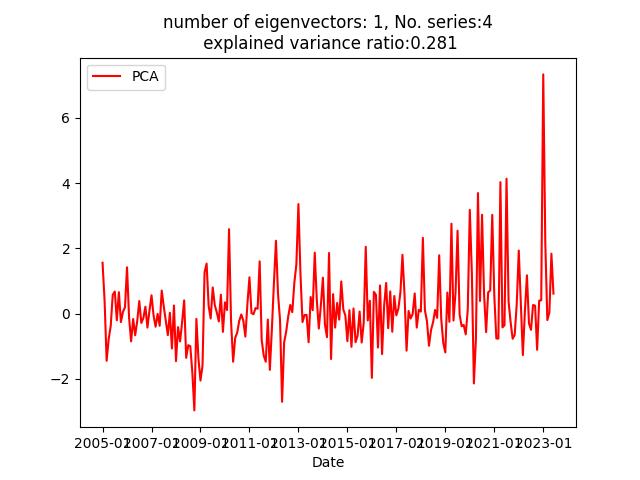 number of eigenvectors: 1, No. series:4
explained variance ratio:0.281
PCA
6
4
2
0
−2
2005-01 2007-01 2009-01 2011-01 2013-01 2015-01 2017-01 2019-01 2021-01 2023-01
Date